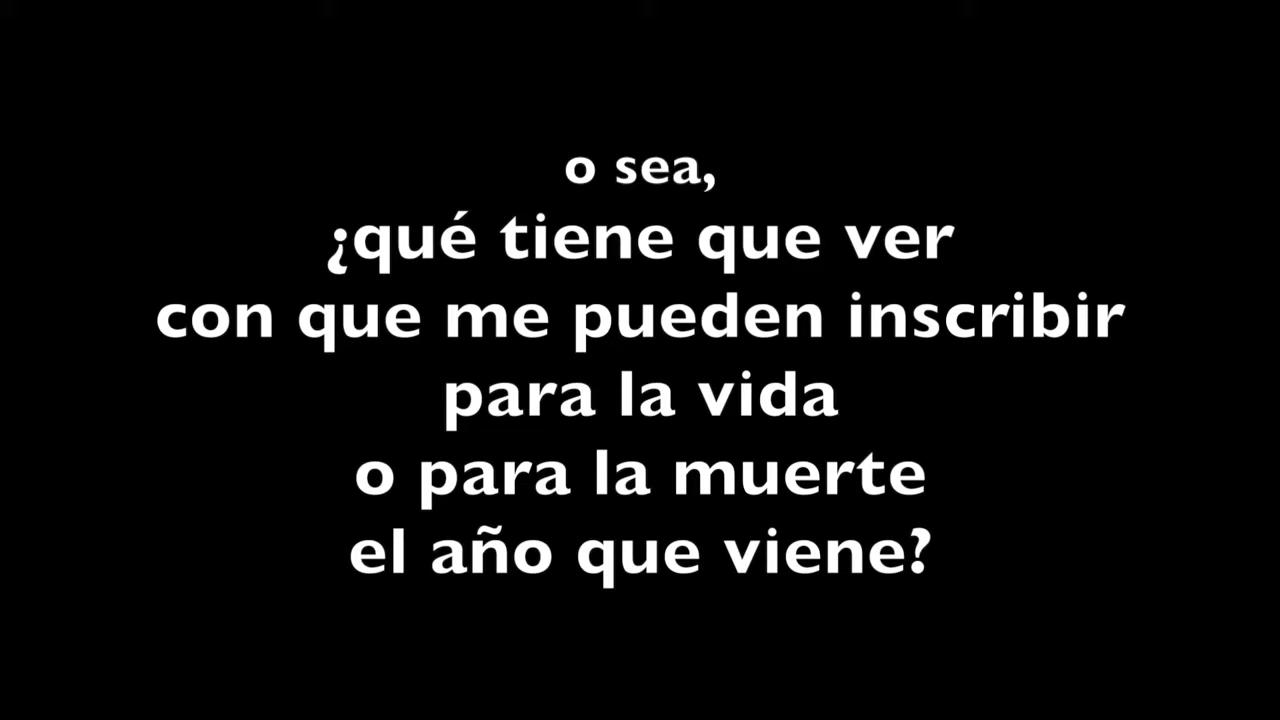 o sea,
¿qué tiene que ver
con que me pueden inscribir
para la vida
o para la muerte
el año que viene?